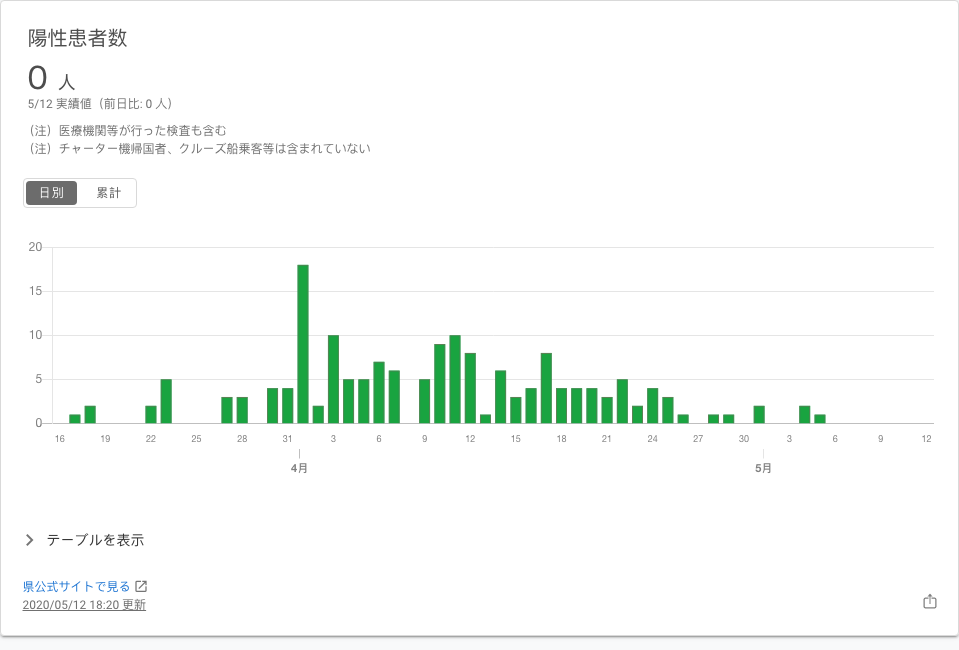 陽性患者数
0 人
5/12 実績値（前日比: 0 人）
（注）医療機関等が行った検査も含む
（注）チャーター機帰国者、クルーズ船乗客等は含まれていない
日別 累計
20
15
10
5
0
16 19 22 25 28 31 3 6 9 12 15 18 21 24 27 30 3 6 9 12
4月 5月
テーブルを表示
県公式サイトで見る
2020/05/12 18:20 更新